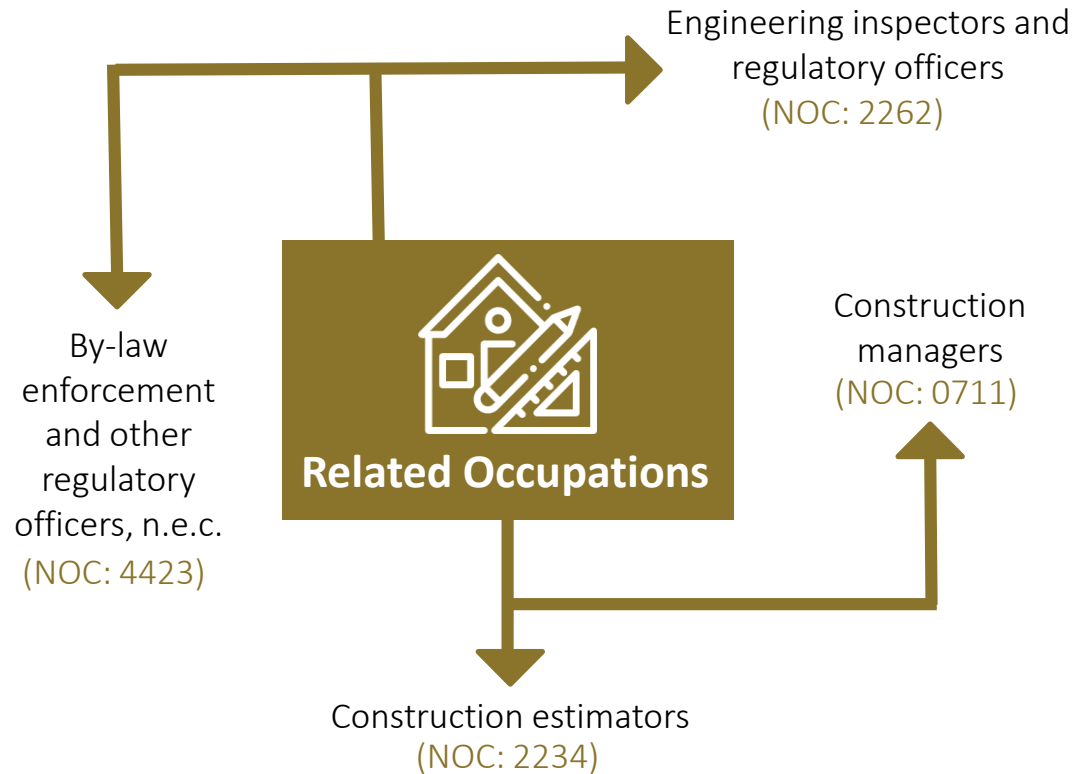 Engineering inspectors and
regulatory officers
(NOC: 2262)
By-law
enforcement
and other
regulatory
officers, n.e.c.
(NOC: 4423)
Related Occupations
Construction
managers
(NOC: 0711)
Construction estimators
(NOC: 2234)